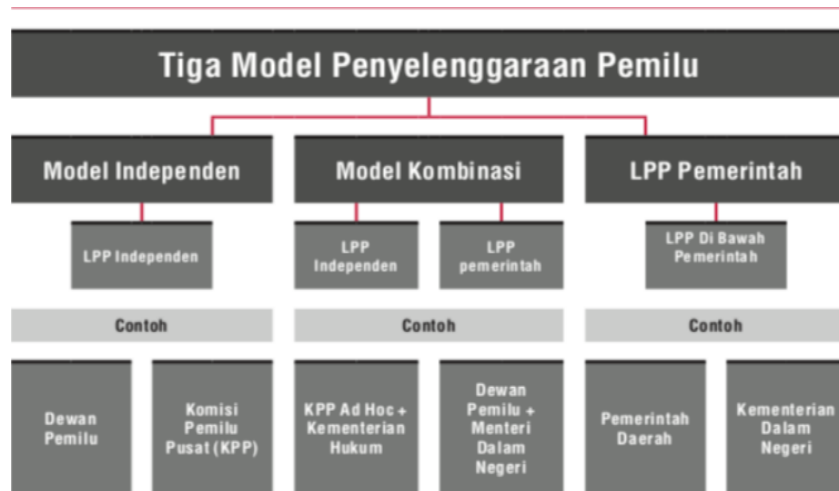 Tiga Model Penyelenggaraan Pemilu
Model Independen
Model Kombinasi
LPP Pemerintah
LPP Independen
LPP
Independen
LPP
pemerintah
LPP Di Bawah
Pemerintah
Contoh
Contoh
Contoh
Dewan
Pemilu
Komisi
Pemilu
Pusat (KPP)
KPP Ad Hoc +
Kementerian
Hukum
Dewan
Pemilu +
Menteri
Dalam
Negeri
Pemerintah
Daerah
Kementerian
Dalam
Negeri